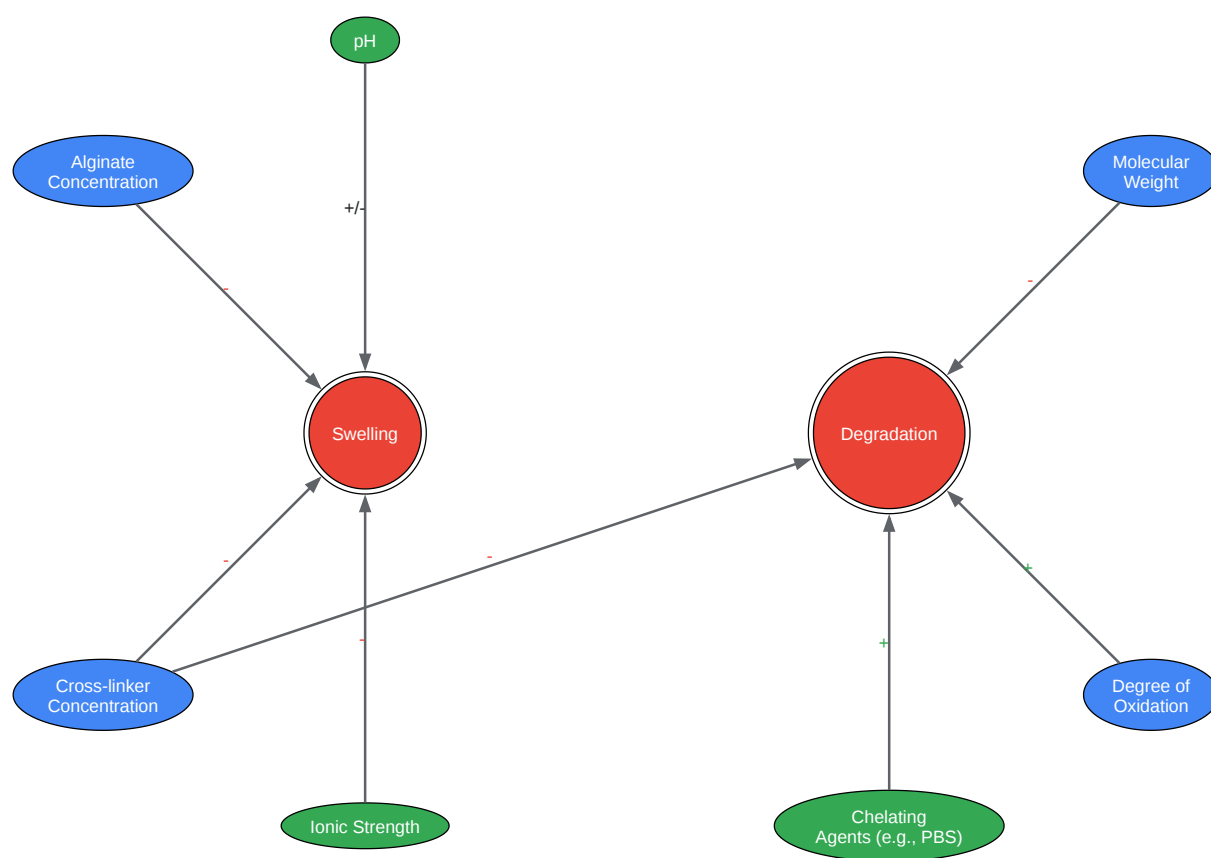 pH
Alginate
Concentration
Molecular
Weight
+/-
-
-
Swelling
Degradation
-
-
+
-
+
Cross-linker
Concentration
Degree of
Oxidation
Ionic Strength
Chelating
Agents (e.g., PBS)